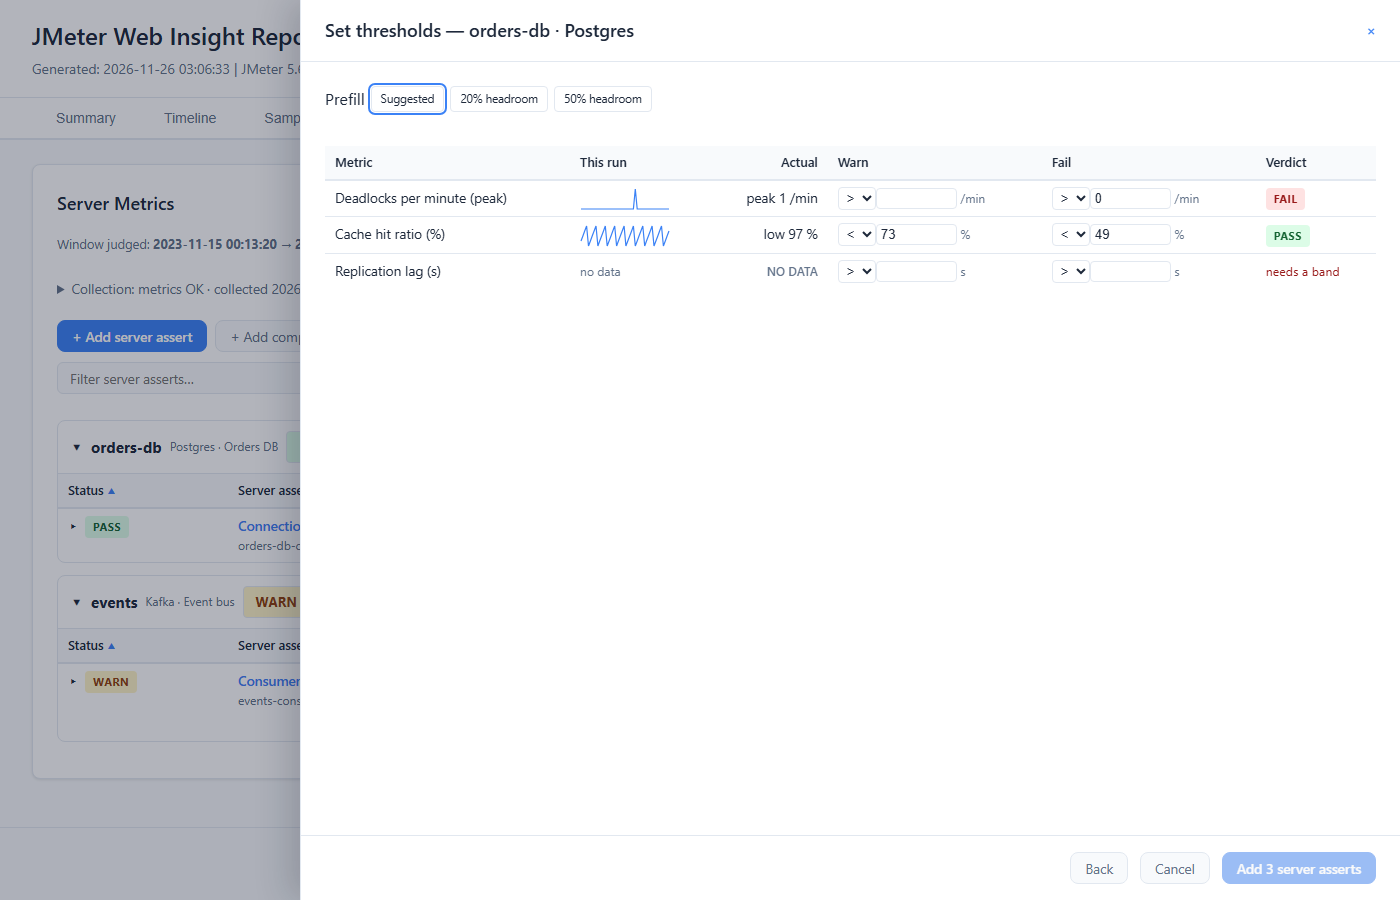 JMeter Web Insight Repo
Generated: 2026-11-26 03:06:33 | JMeter 5.6
Summary Timeline Samp
Server Metrics
Window judged: 2023-11-15 00:13:20 → 2
▶ Collection: metrics OK · collected 2026
+ Add server assert + Add comp
Filter server asserts...
▼ orders-db Postgres · Orders DB
Status ▲ Server asse
▸ PASS Connectio
orders-db-c
▼ events Kafka · Event bus WARN
Status ▲ Server asse
▸ WARN Consumer
events-cons
Set thresholds — orders-db · Postgres ×
Prefill Suggested 20% headroom 50% headroom
Metric This run Actual Warn Fail Verdict
Deadlocks per minute (peak) peak 1 /min > /min > 0 /min FAIL
Cache hit ratio (%) low 97 % < 73 % < 49 % PASS
Replication lag (s) no data NO DATA > s > s needs a band
Back Cancel Add 3 server asserts